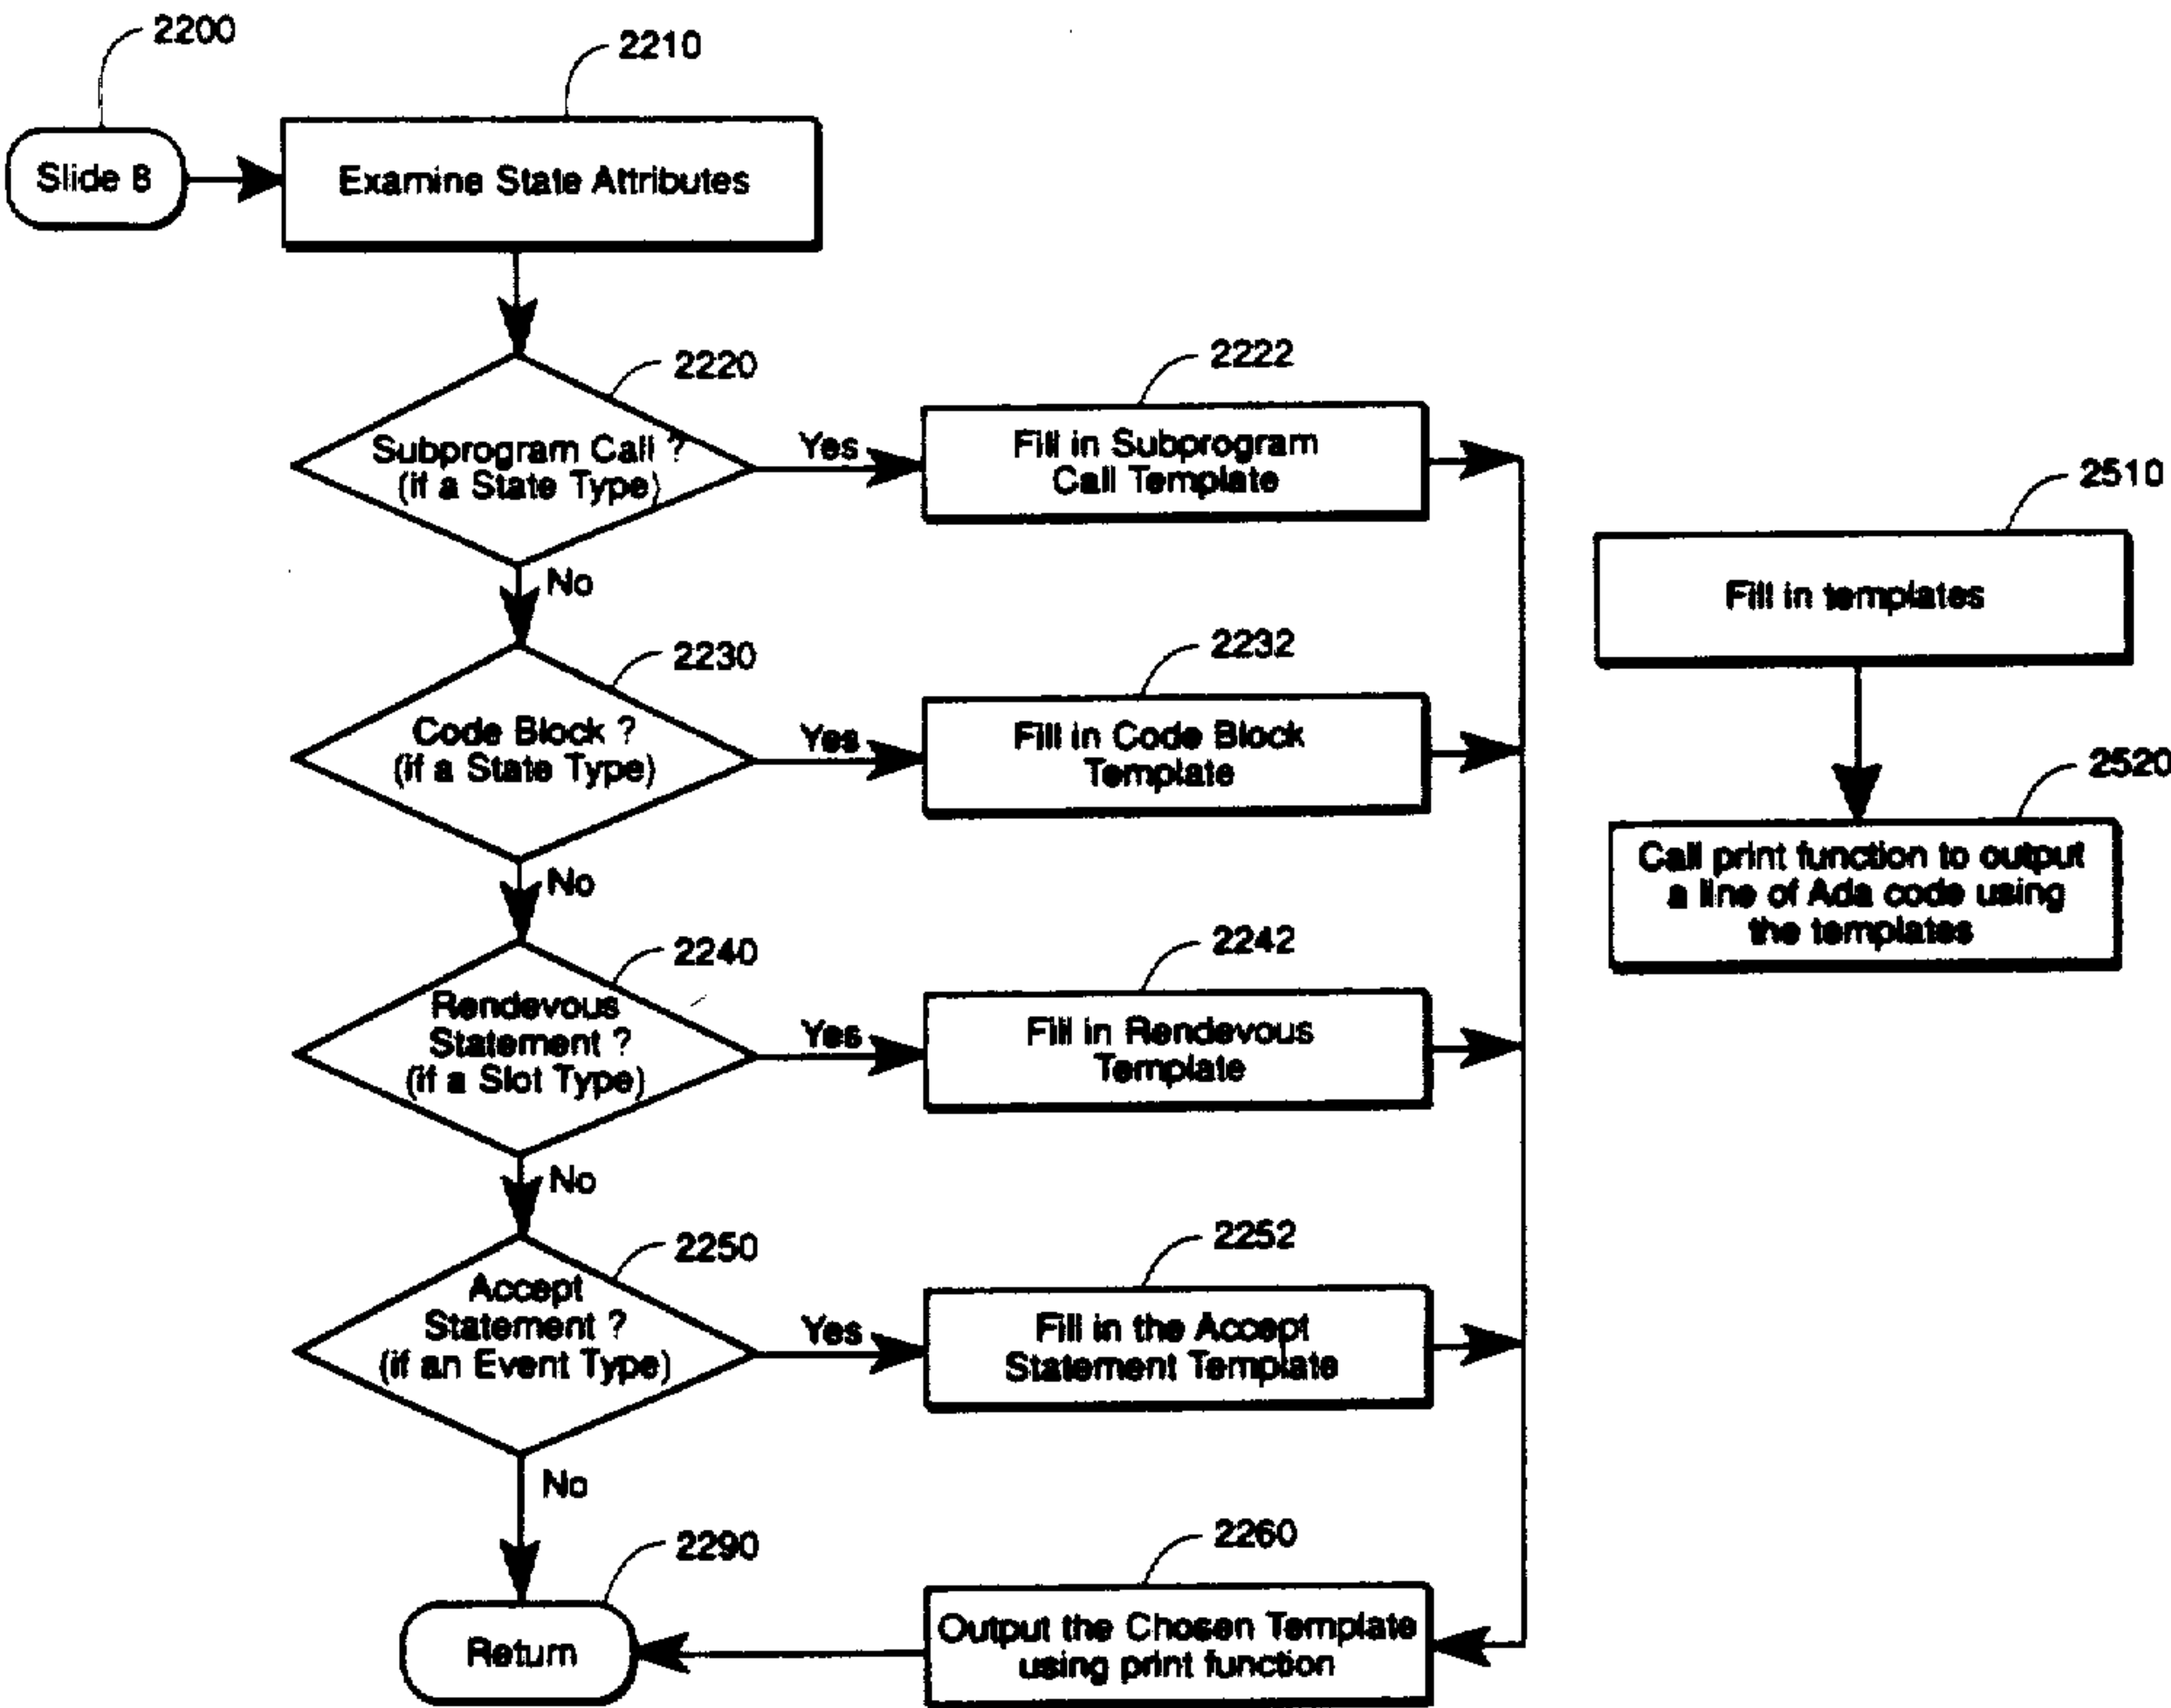 2200
2210
Slide 8
Examine State Attributes
2220
2222
Subprogram Call ?
(if a State Type)
Yes
Fill in Subprogram
Call Template
No
2510
Fill in templates
2230
2232
Code Block ?
(if a State Type)
Yes
Fill in Code Block
Template
No
2520
Call print function to output
a line of Ada code using
the templates
2240
2242
Rendevous
Statement ?
(if a Slot Type)
Yes
Fill in Rendevous
Template
No
2250
2252
Accept
Statement ?
(if an Event Type)
Yes
Fill in the Accept
Statement Template
No
2290
2260
Return
Output the Chosen Template
using print function